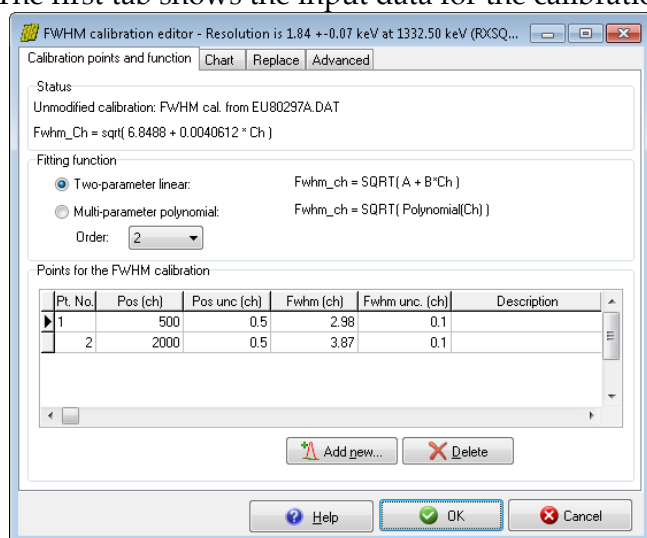 The first tab shows the input data for the calibratio
FWHM calibration editor - Resolution is 1.84 +-0.07 keV at 1332.50 keV (RXSQ...
Calibration points and function Chart Replace Advanced
Status
Unmodified calibration: FWHM cal. from EU80297A.DAT
Fwhm_Ch = sqrt( 6.8488 + 0.0040612 * Ch )
Fitting function
Two-parameter linear: Fwhm_ch = SQRT( A + B*Ch )
Multi-parameter polynomial: Fwhm_ch = SQRT( Polynomial(Ch) )
Order: 2
Points for the FWHM calibration
Pt. No. Pos (ch) Pos unc (ch) Fwhm (ch) Fwhm unc. (ch) Description
1 500 0.5 2.98 0.1
2 2000 0.5 3.87 0.1
Add new... Delete
Help OK Cancel